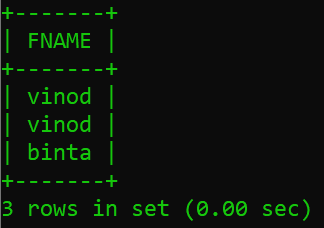 +-------+
| FNAME |
+-------+
| vinod |
| vinod |
| binta |
+-------+
3 rows in set (0.00 sec)